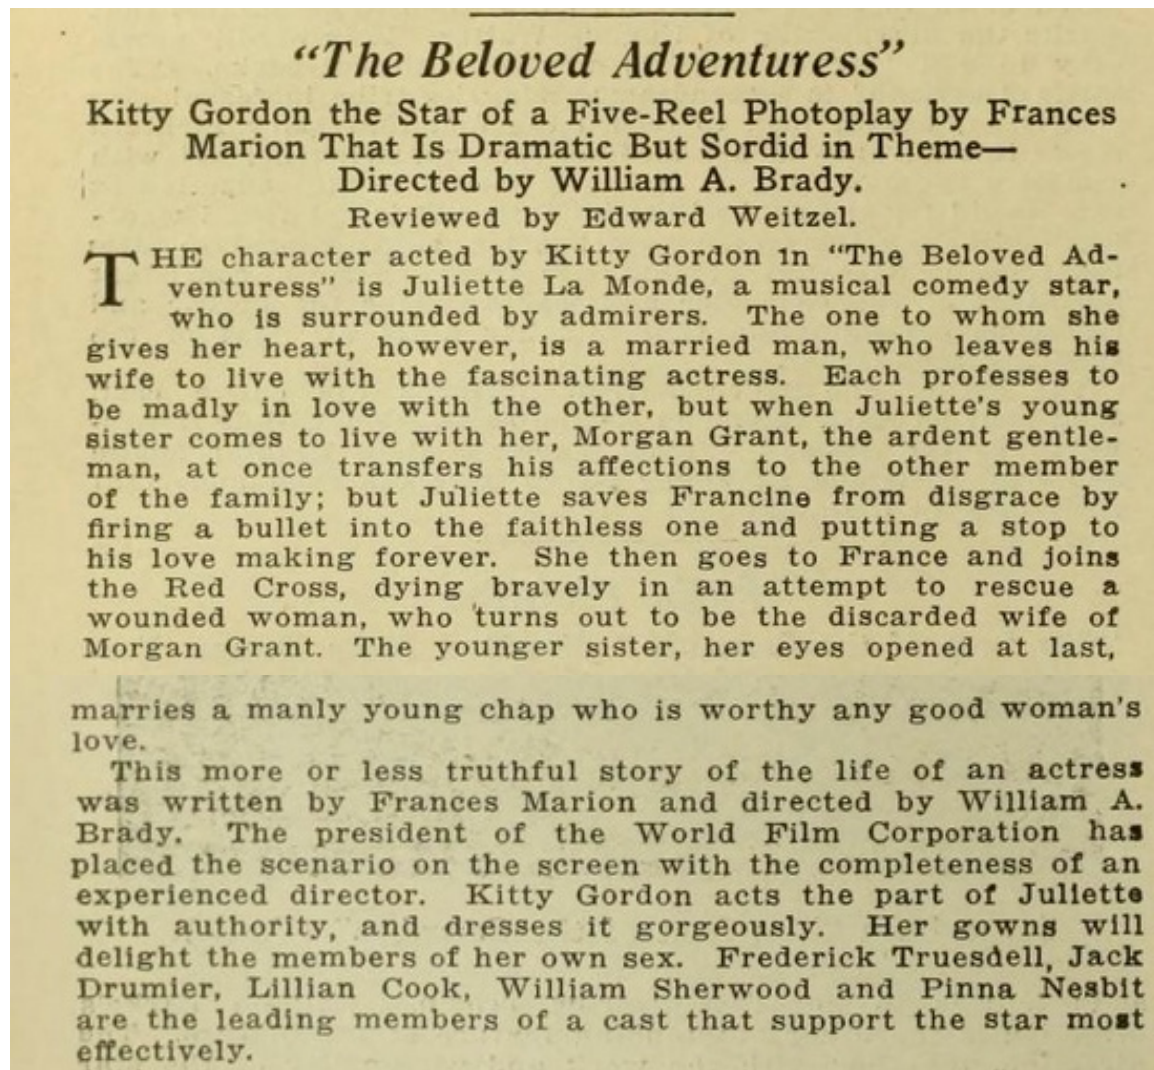 “The Beloved Adventuress”
Kitty Gordon the Star of a Five-Reel Photoplay by Frances
Marion That Is Dramatic But Sordid in Theme—
Directed by William A. Brady.
Reviewed by Edward Weitzel.
THE character acted by Kitty Gordon in “The Beloved Ad-
venturess” is Juliette La Monde, a musical comedy star,
who is surrounded by admirers. The one to whom she
gives her heart, however, is a married man, who leaves his
wife to live with the fascinating actress. Each professes to
be madly in love with the other, but when Juliette's young
sister comes to live with her, Morgan Grant, the ardent gentle-
man, at once transfers his affections to the other member
of the family; but Juliette saves Francine from disgrace by
firing a bullet into the faithless one and putting a stop to
his love making forever. She then goes to France and joins
the Red Cross, dying bravely in an attempt to rescue a
wounded woman, who turns out to be the discarded wife of
Morgan Grant. The younger sister, her eyes opened at last,
marries a manly young chap who is worthy any good woman's
love.
This more or less truthful story of the life of an actress
was written by Frances Marion and directed by William A.
Brady. The president of the World Film Corporation has
placed the scenario on the screen with the completeness of an
experienced director. Kitty Gordon acts the part of Juliette
with authority, and dresses it gorgeously. Her gowns will
delight the members of her own sex. Frederick Truesdell, Jack
Drumier, Lillian Cook, William Sherwood and Pinna Nesbit
are the leading members of a cast that support the star most
effectively.